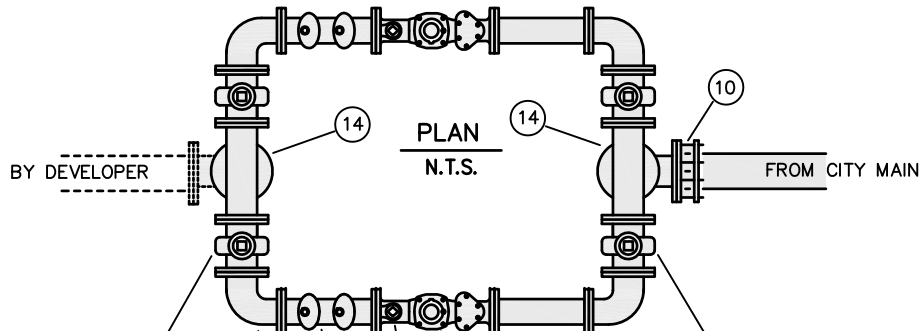 10
14
14
PLAN
N.T.S.
BY DEVELOPER
FROM CITY MAIN